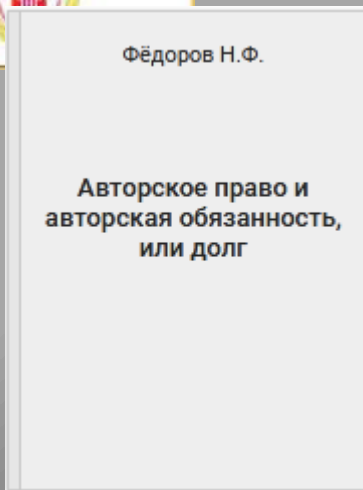 Фёдоров Н.Ф.
Авторское право и
авторская обязанность,
или долг